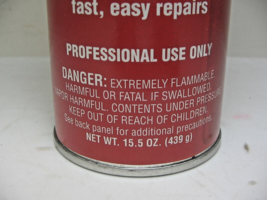 fast, easy repairs
PROFESSIONAL USE ONLY
DANGER: EXTREMELY FLAMMABLE
HARMFUL OR FATAL IF SWALLOWED.
VAPOR HARMFUL. CONTENTS UNDER PRESSURE.
KEEP OUT OF REACH OF CHILDREN.
See back panel for additional precautions.
NET WT. 15.5 OZ. (439 g)